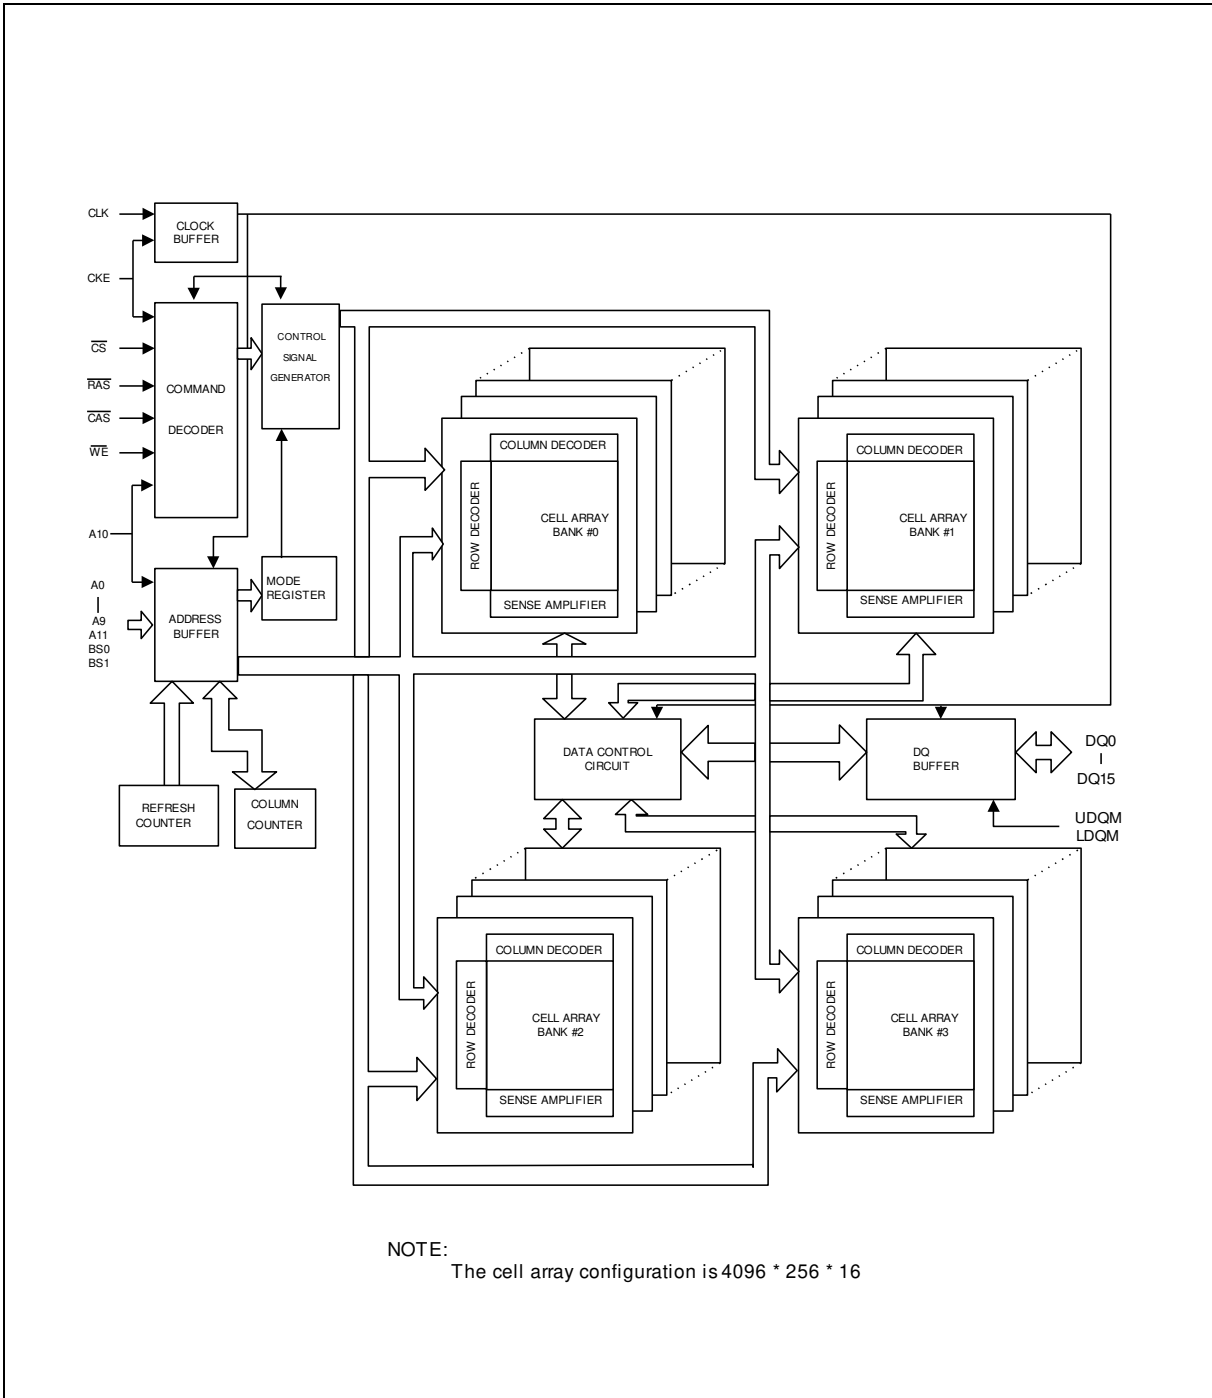 CLK
CLOCK
BUFFER
CKE
CONTROL
SIGNAL
GENERATOR
CS
RAS
COMMAND
CAS
DECODER
WE
A10
COLUMN DECODER
ROW DECODER
CELL ARRAY
BANK #0
SENSE AMPLIFIER
COLUMN DECODER
ROW DECODER
CELL ARRAY
BANK #1
SENSE AMPLIFIER
A0
A9
A11
BS0
BS1
ADDRESS
BUFFER
MODE
REGISTER
DATA CONTROL
CIRCUIT
DQ
BUFFER
DQ0
DQ15
UDQM
LDQM
REFRESH
COUNTER
COLUMN
COUNTER
COLUMN DECODER
ROW DECODER
CELL ARRAY
BANK #2
SENSE AMPLIFIER
COLUMN DECODER
ROW DECODER
CELL ARRAY
BANK #3
SENSE AMPLIFIER
NOTE:
The cell array configuration is 4096 * 256 * 16